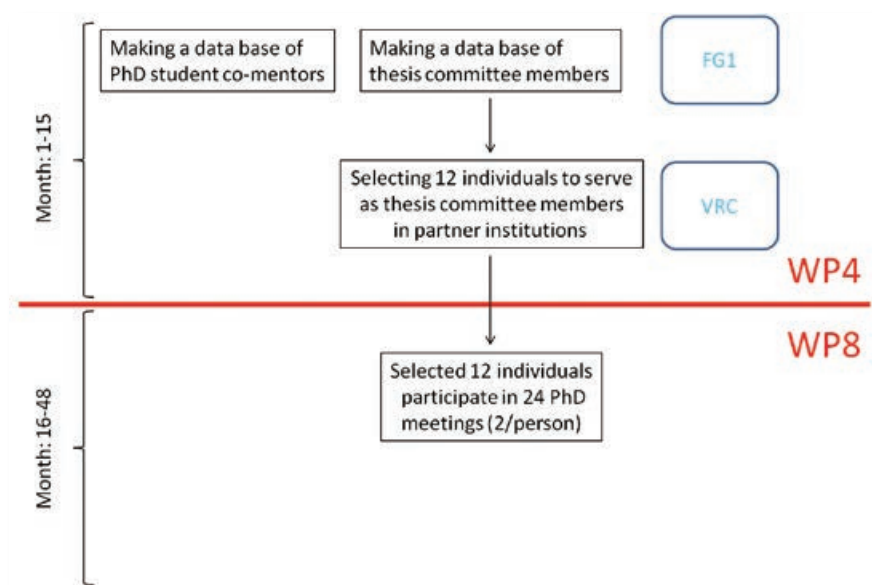 Making a data base of
PhD student co-mentors
Making a data base of
thesis committee members
FG1
Month: 1-15
Selecting 12 individuals to serve
as thesis committee members
in partner institutions
VRC
WP4
WP8
Selected 12 individuals
participate in 24 PhD
meetings (2/person)
Month: 16-48